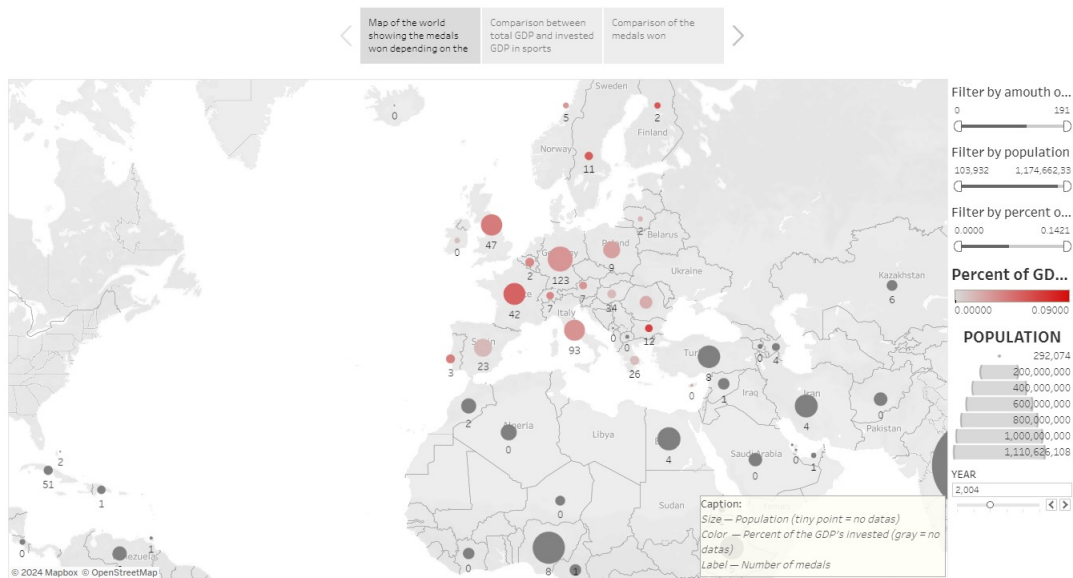 Map of the world
showing the medals
won depending on the
Comparison between
total GDP and invested
GDP in sports
Comparison of the
medals won
Sweden
0
5
2
Finland
Norway
11
Filter by amouth o...
0 191
Filter by population
103,932 1,174,662,33
Filter by percent o...
0.0000 0.1421
Percent of GD...
0.00000 0.09000
POPULATION
292,074
200,000,000
400,000,000
600,000,000
800,000,000
1,000,000,000
1,110,626,108
YEAR
2,004
2
Belarus
0
47
Poland
9
Ukraine
2
123
Kazakhstan
6
7
34
42
7
Italy
93
0
0
12
Spain
23
3
26
8
0
4
0
1
Iraq
Iran
4
0
Pakistan
2
Algeria
0
Libya
4
Saudi Arabia
0
0
1
2
51
1
0
1
Sudan
0
0
8
1
Caption:
Size — Population (tiny point = no datas)
Color — Percent of the GDP's invested (gray = no
datas)
Label — Number of medals
© 2024 Mapbox © OpenStreetMap